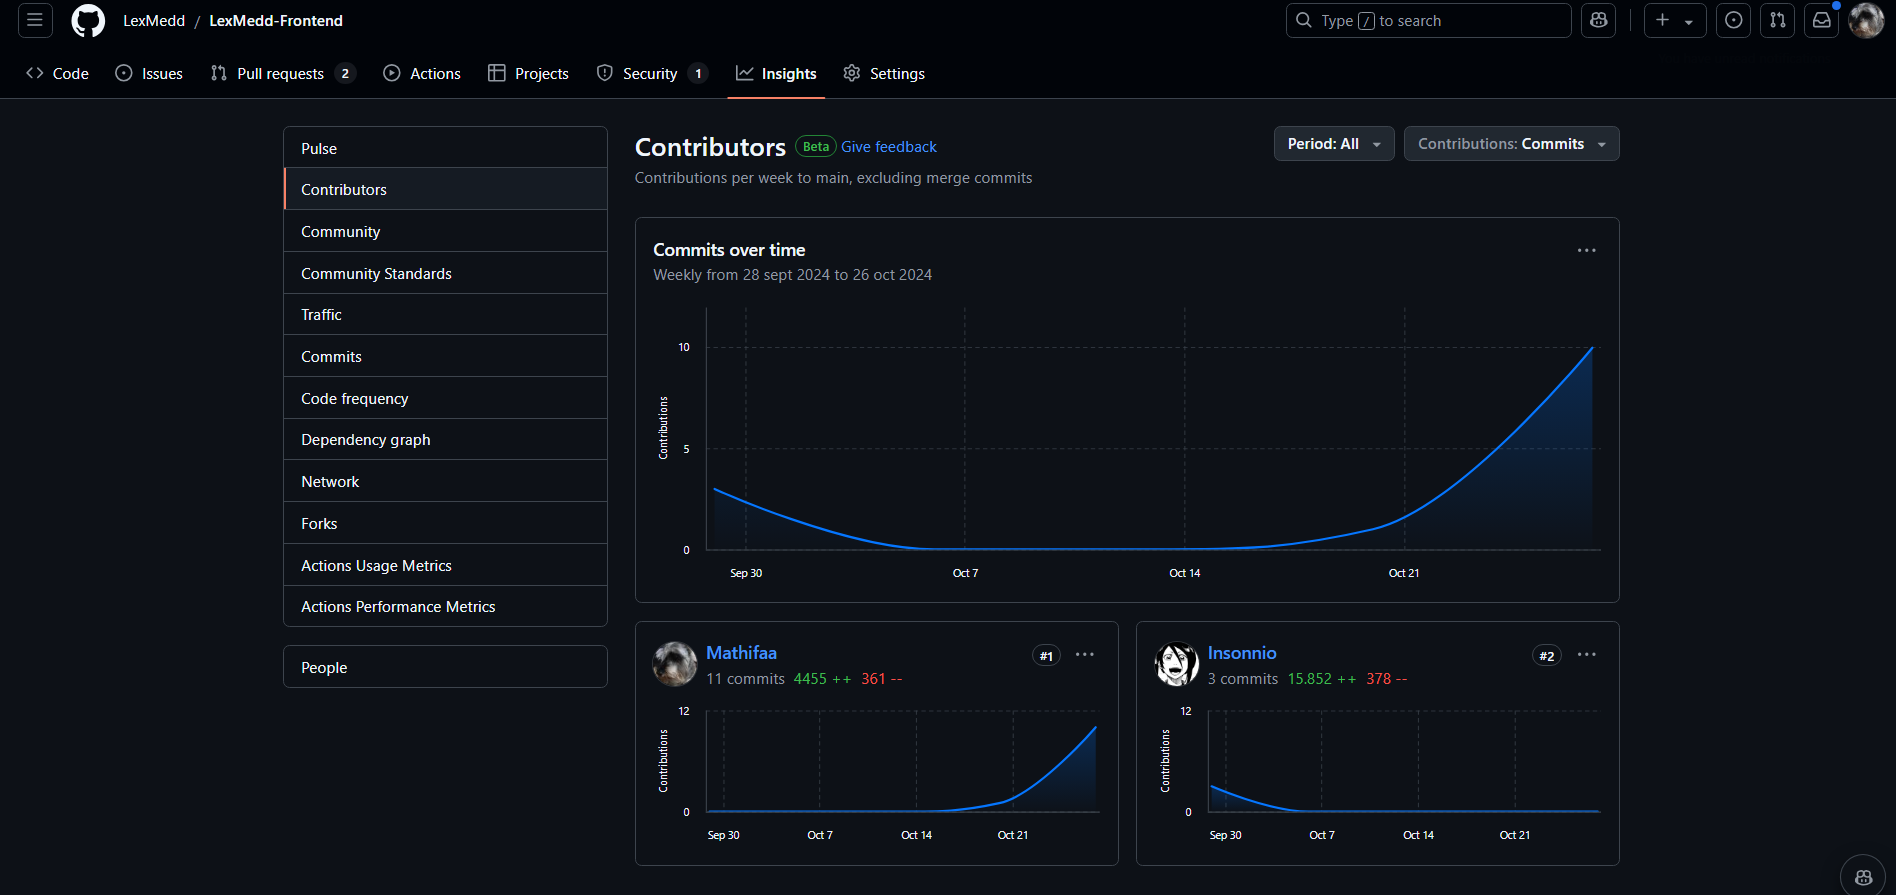 LexMedd / LexMedd-Frontend
Type / to search
Code
Issues
Pull requests 2
Actions
Projects
Security 1
Insights
Settings
Pulse
Contributors
Community
Community Standards
Traffic
Commits
Code frequency
Dependency graph
Network
Forks
Actions Usage Metrics
Actions Performance Metrics
People
Contributors Beta Give feedback
Period: All
Contributions: Commits
Contributions per week to main, excluding merge commits
Commits over time
Weekly from 28 sept 2024 to 26 oct 2024
Contributions
10
5
0
Sep 30
Oct 7
Oct 14
Oct 21
Mathifaa
#1
11 commits 4455 ++ 361 --
Contributions
12
0
Sep 30
Oct 7
Oct 14
Oct 21
Insonnio
#2
3 commits 15.852 ++ 378 --
Contributions
12
0
Sep 30
Oct 7
Oct 14
Oct 21